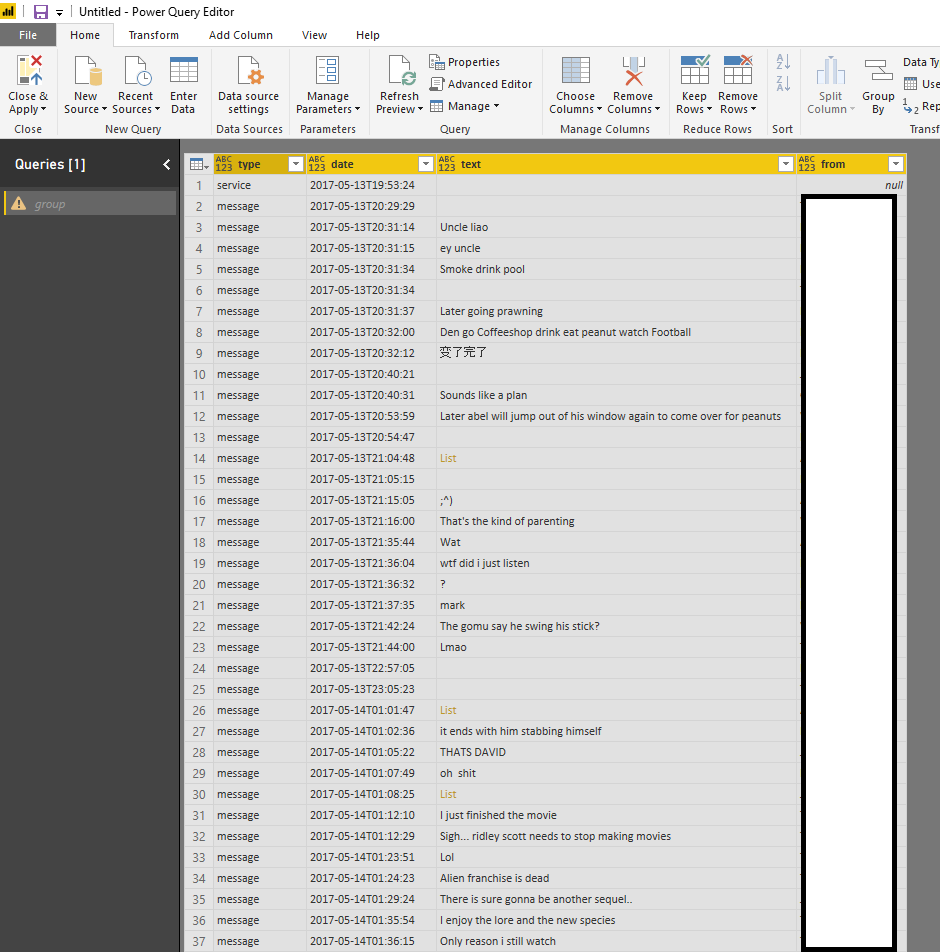 Untitled - Power Query Editor
File Home Transform Add Column View Help
Close & Apply
New Source
Recent Sources
Enter Data
Data source settings
Manage Parameters
Refresh Preview
Properties
Advanced Editor
Manage
Choose Columns
Remove Columns
Keep Rows
Remove Rows
Split Column
Group By
Data Ty
Use
Rep
Close New Query Data Sources Parameters Query Manage Columns Reduce Rows Sort Transf
Queries [1]
group
ABC 123 type ABC 123 date ABC 123 text ABC 123 from
1 service 2017-05-13T19:53:24 null
2 message 2017-05-13T20:29:29
3 message 2017-05-13T20:31:14 Uncle liao
4 message 2017-05-13T20:31:15 ey uncle
5 message 2017-05-13T20:31:34 Smoke drink pool
6 message 2017-05-13T20:31:34
7 message 2017-05-13T20:31:37 Later going prawning
8 message 2017-05-13T20:32:00 Den go Coffeeshop drink eat peanut watch Football
9 message 2017-05-13T20:32:12 变了完了
10 message 2017-05-13T20:40:21
11 message 2017-05-13T20:40:31 Sounds like a plan
12 message 2017-05-13T20:53:59 Later abel will jump out of his window again to come over for peanuts
13 message 2017-05-13T20:54:47
14 message 2017-05-13T21:04:48 List
15 message 2017-05-13T21:05:15
16 message 2017-05-13T21:15:05 ;^)
17 message 2017-05-13T21:16:00 That's the kind of parenting
18 message 2017-05-13T21:35:44 Wat
19 message 2017-05-13T21:36:04 wtf did i just listen
20 message 2017-05-13T21:36:32 ?
21 message 2017-05-13T21:37:35 mark
22 message 2017-05-13T21:42:24 The gomu say he swing his stick?
23 message 2017-05-13T21:44:00 Lmao
24 message 2017-05-13T22:57:05
25 message 2017-05-13T23:05:23
26 message 2017-05-14T01:01:47 List
27 message 2017-05-14T01:02:36 it ends with him stabbing himself
28 message 2017-05-14T01:05:22 THATS DAVID
29 message 2017-05-14T01:07:49 oh  shit
30 message 2017-05-14T01:08:25 List
31 message 2017-05-14T01:12:10 I just finished the movie
32 message 2017-05-14T01:12:29 Sigh... ridley scott needs to stop making movies
33 message 2017-05-14T01:23:51 Lol
34 message 2017-05-14T01:24:23 Alien franchise is dead
35 message 2017-05-14T01:29:24 There is sure gonna be another sequel..
36 message 2017-05-14T01:35:54 I enjoy the lore and the new species
37 message 2017-05-14T01:36:15 Only reason i still watch